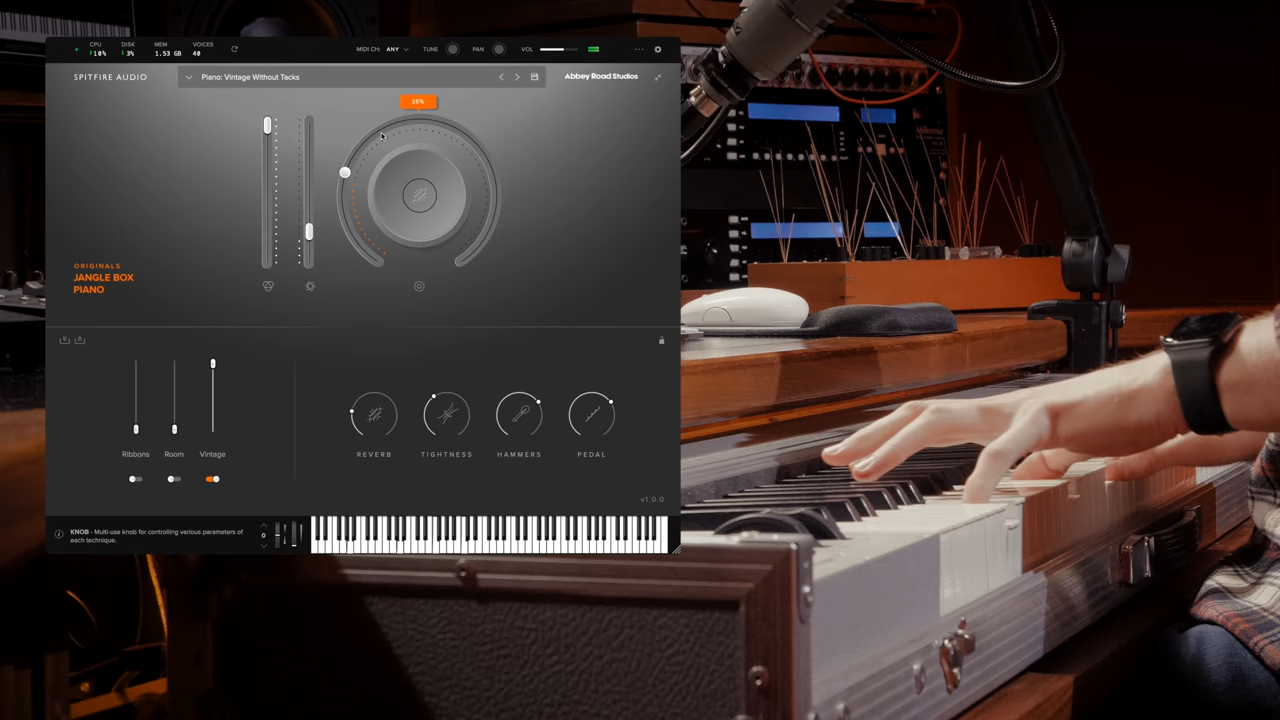 CPU DISK MEM VOICES
10% 3% 1.53 GB 40
MIDI CH: ANY TUNE PAN VOL
SPITFIRE AUDIO
Piano: Vintage Without Tacks
Abbey Road Studios
ORIGINALS
JANGLE BOX
PIANO
Ribbons Room Vintage
REVERB TIGHTNESS HAMMERS PEDAL
v1.0.0
KNOB - Multi-use knob for controlling various parameters of
each technique.
0